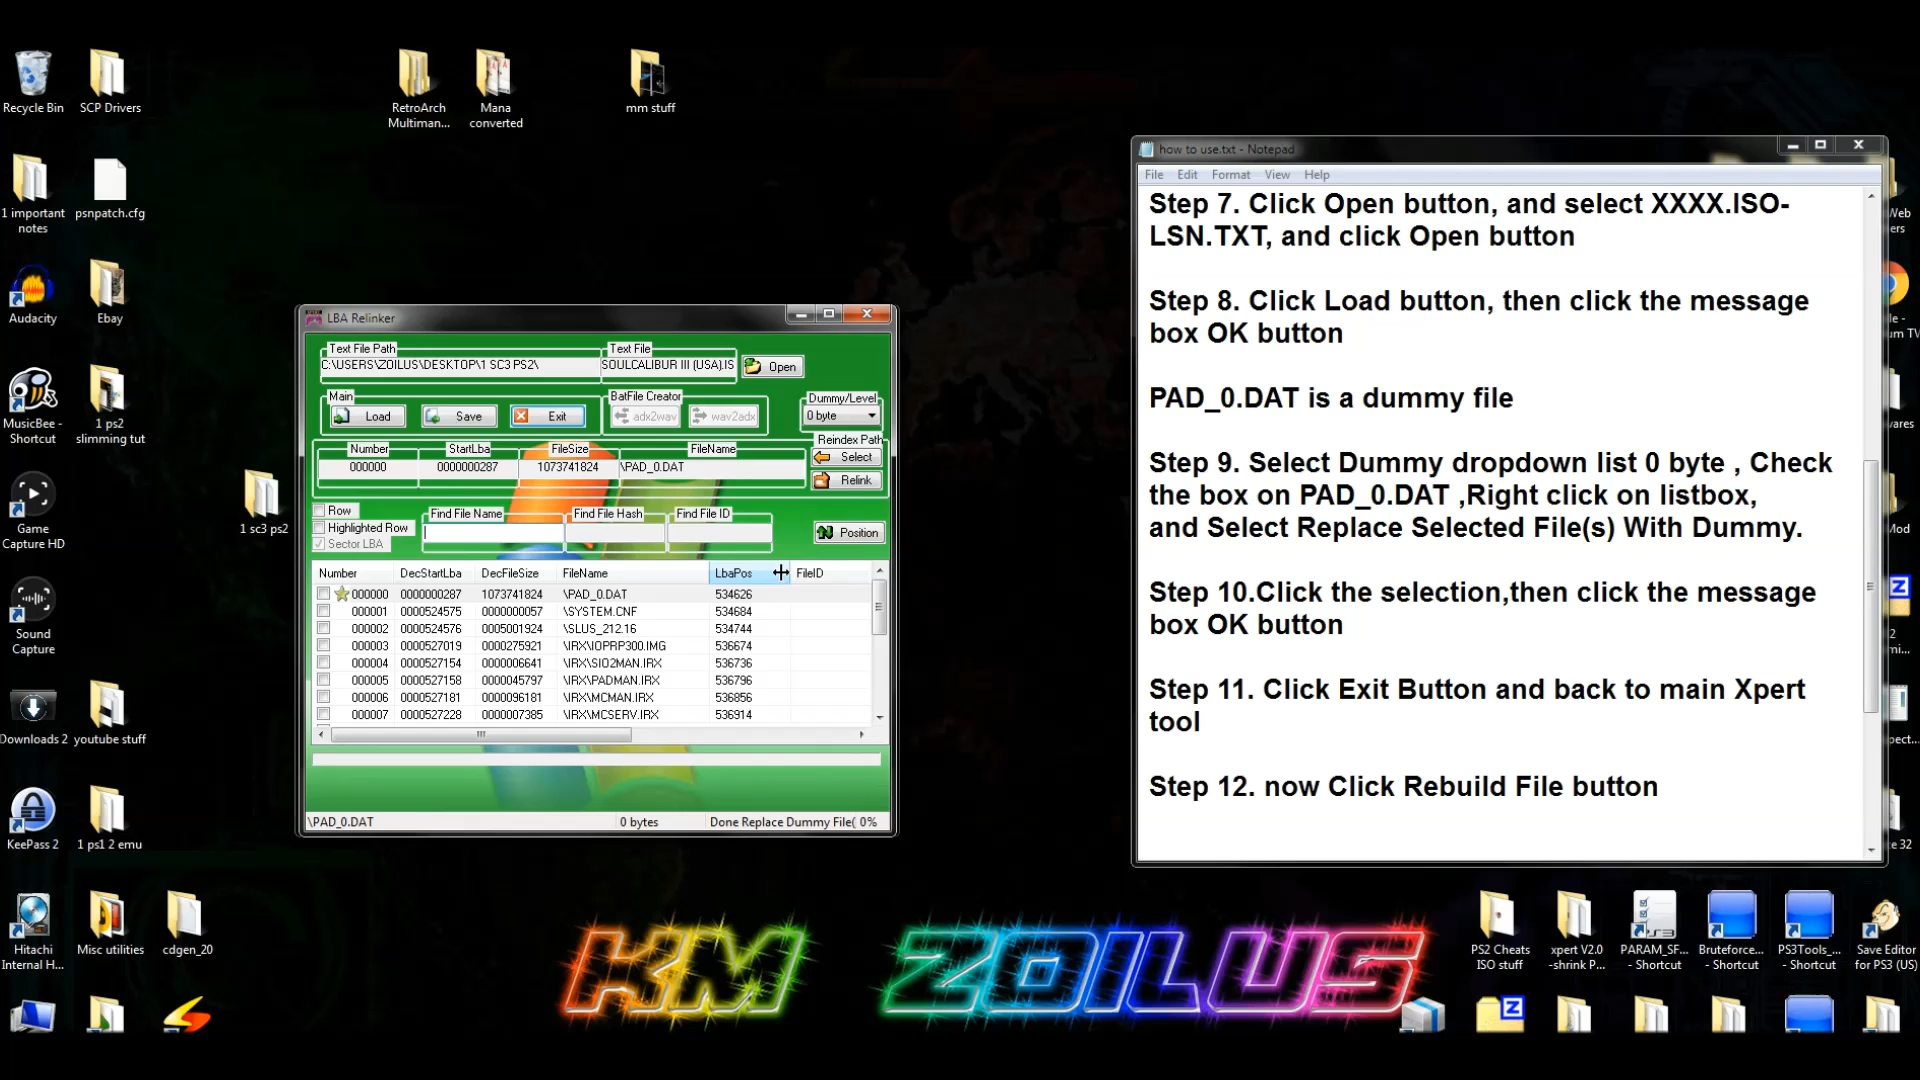 Recycle Bin
SCP Drivers
RetroArch
Multiman...
Mana
converted
mm stuff
1 important
notes
psnpatch.cfg
Audacity
Ebay
MusicBee -
Shortcut
1 ps2
slimming tut
Game
Capture HD
1 sc3 ps2
Sound
Capture
Downloads 2
youtube stuff
KeePass 2
1 ps1 2 emu
Hitachi
Internal H...
Misc utilities
cdgen_20
LBA Relinker
Text File Path
Text File
C:\USERS\ZOILUS\DESKTOP\1 SC3 PS2\
SOULCALIBUR III (USA).IS
Open
Main
BatFile Creator
Dummy/Level
Load
Save
Exit
adx2wav
wav2adx
0 byte
Reindex Path
Number
StartLba
FileSize
FileName
Select
000000
0000000287
1073741824
\PAD_0.DAT
Relink
Row
Find File Name
Find File Hash
Find File ID
Highlighted Row
Position
Sector LBA
Number DecStartLba DecFileSize FileName LbaPos FileID
000000 0000000287 1073741824 \PAD_0.DAT 534626
000001 0000524575 0000000057 \SYSTEM.CNF 534684
000002 0000524576 0005001924 \SLUS_212.16 534744
000003 0000527019 0000275921 \IRX\IOPRP300.IMG 536674
000004 0000527154 0000006641 \IRX\SIO2MAN.IRX 536736
000005 0000527158 0000045797 \IRX\PADMAN.IRX 536796
000006 0000527181 0000096181 \IRX\MCMAN.IRX 536856
000007 0000527228 0000007385 \IRX\MCSERV.IRX 536914
\PAD_0.DAT
0 bytes
Done Replace Dummy File( 0%
how to use.txt - Notepad
File Edit Format View Help
Step 7. Click Open button, and select XXXX.ISO-
LSN.TXT, and click Open button
Step 8. Click Load button, then click the message
box OK button
PAD_0.DAT is a dummy file
Step 9. Select Dummy dropdown list 0 byte , Check
the box on PAD_0.DAT ,Right click on listbox,
and Select Replace Selected File(s) With Dummy.
Step 10.Click the selection,then click the message
box OK button
Step 11. Click Exit Button and back to main Xpert
tool
Step 12. now Click Rebuild File button
KM ZOILUS
PS2 Cheats
ISO stuff
xpert V2.0
-shrink P...
PARAM_SF...
- Shortcut
Bruteforce...
- Shortcut
PS3Tools_...
- Shortcut
Save Editor
for PS3 (US)